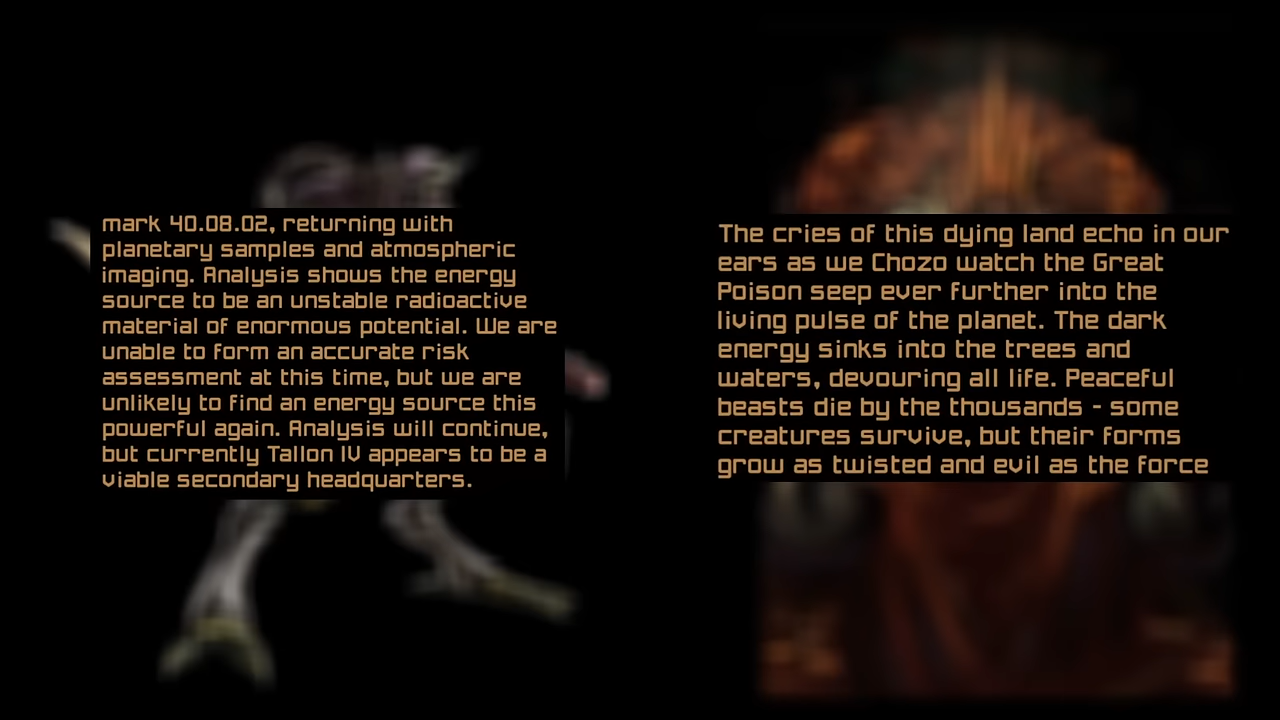 mark 40.08.02, returning with
planetary samples and atmospheric
imaging. Analysis shows the energy
source to be an unstable radioactive
material of enormous potential. We are
unable to form an accurate risk
assessment at this time, but we are
unlikely to find an energy source this
powerful again. Analysis will continue,
but currently Tallon IV appears to be a
viable secondary headquarters.
The cries of this dying land echo in our
ears as we Chozo watch the Great
Poison seep ever further into the
living pulse of the planet. The dark
energy sinks into the trees and
waters, devouring all life. Peaceful
beasts die by the thousands - some
creatures survive, but their forms
grow as twisted and evil as the force